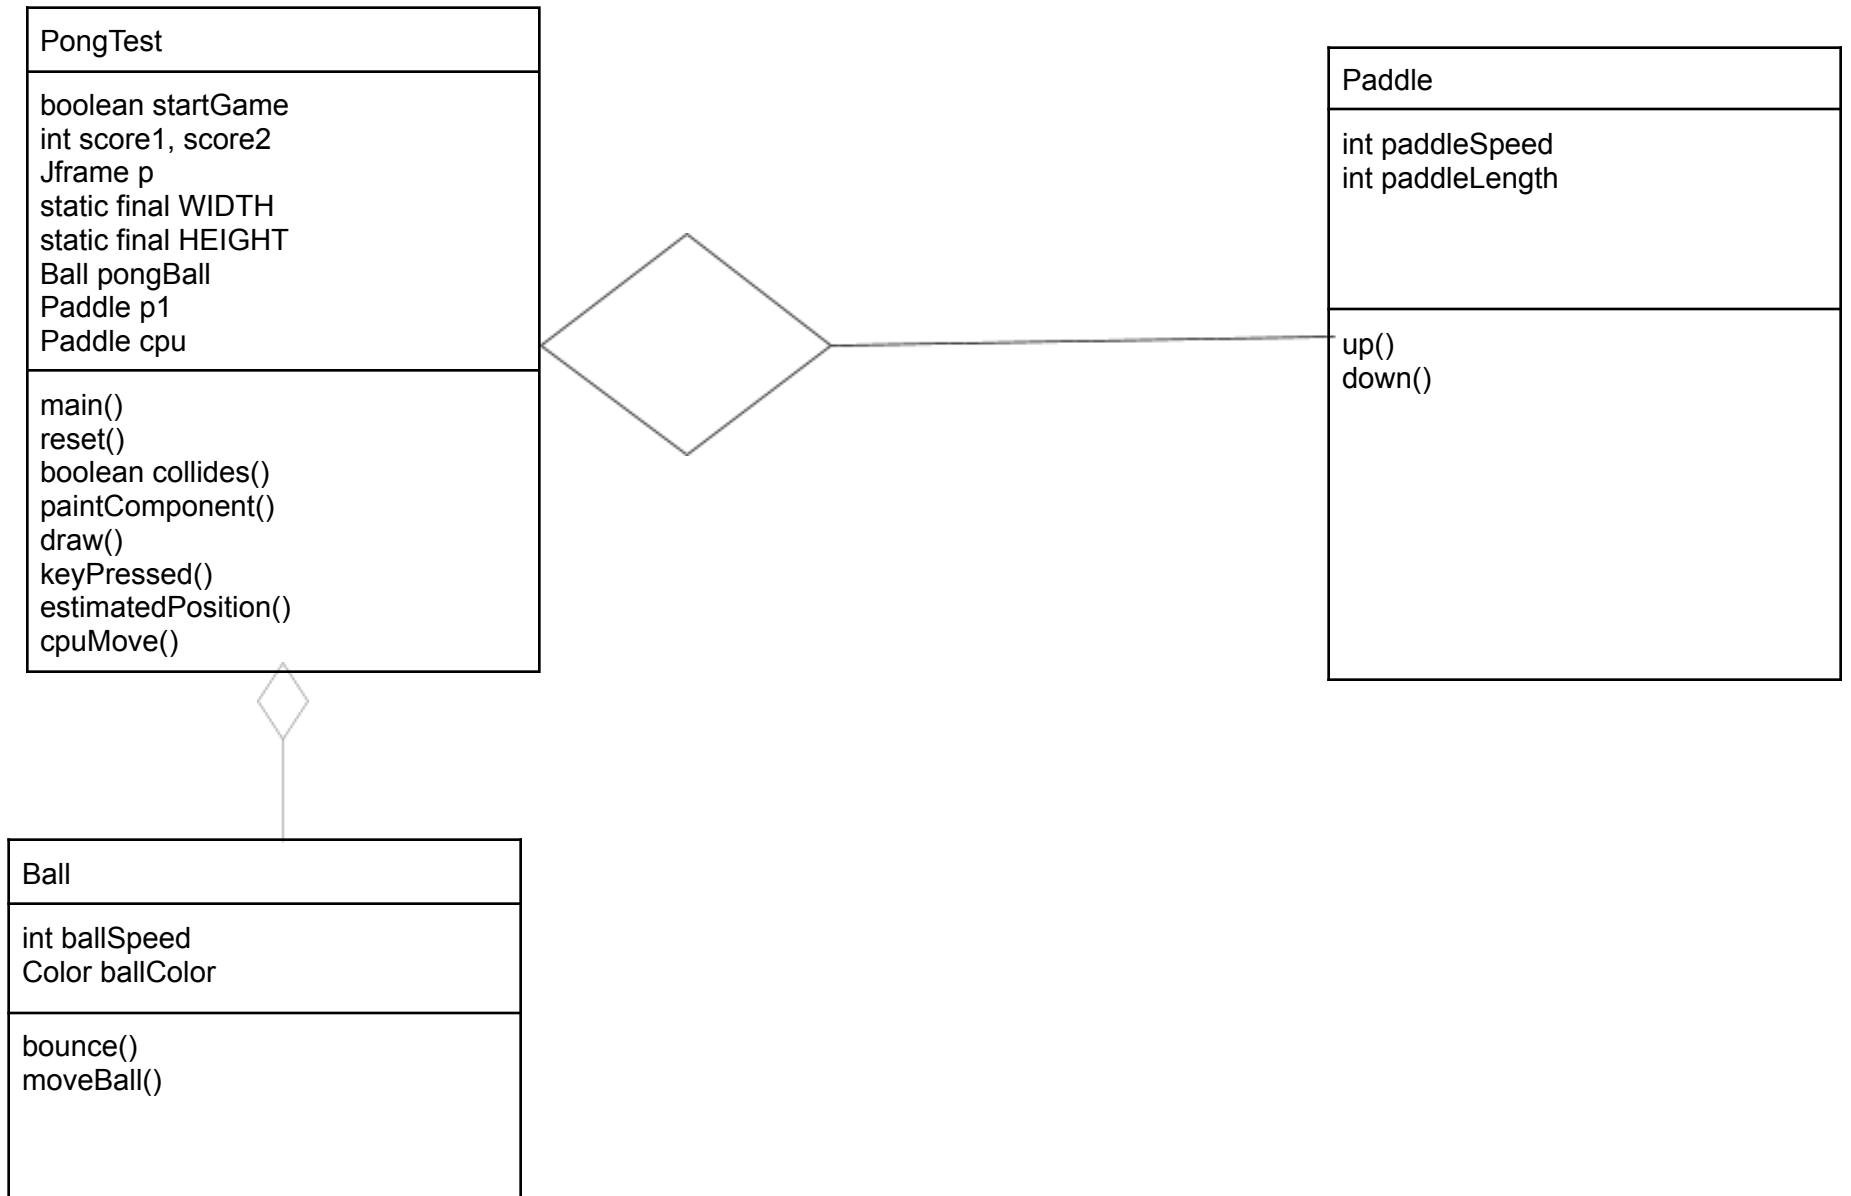 PongTest
boolean startGame
int score1, score2
Jframe p
static final WIDTH
static final HEIGHT
Ball pongBall
Paddle p1
Paddle cpu
main()
reset()
boolean collides()
paintComponent()
draw()
keyPressed()
estimatedPosition()
cpuMove()
Paddle
int paddleSpeed
int paddleLength
up()
down()
Ball
int ballSpeed
Color ballColor
bounce()
moveBall()